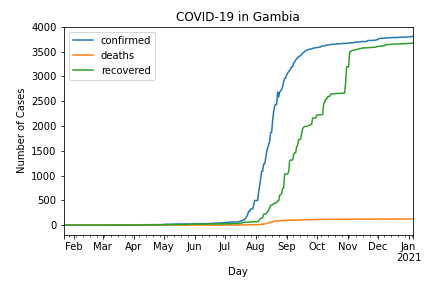 COVID-19 in Gambia
confirmed
deaths
recovered
Number of Cases
4000
3500
3000
2500
2000
1500
1000
500
0
Feb Mar Apr May Jun Jul Aug Sep Oct Nov Dec Jan
2021
Day